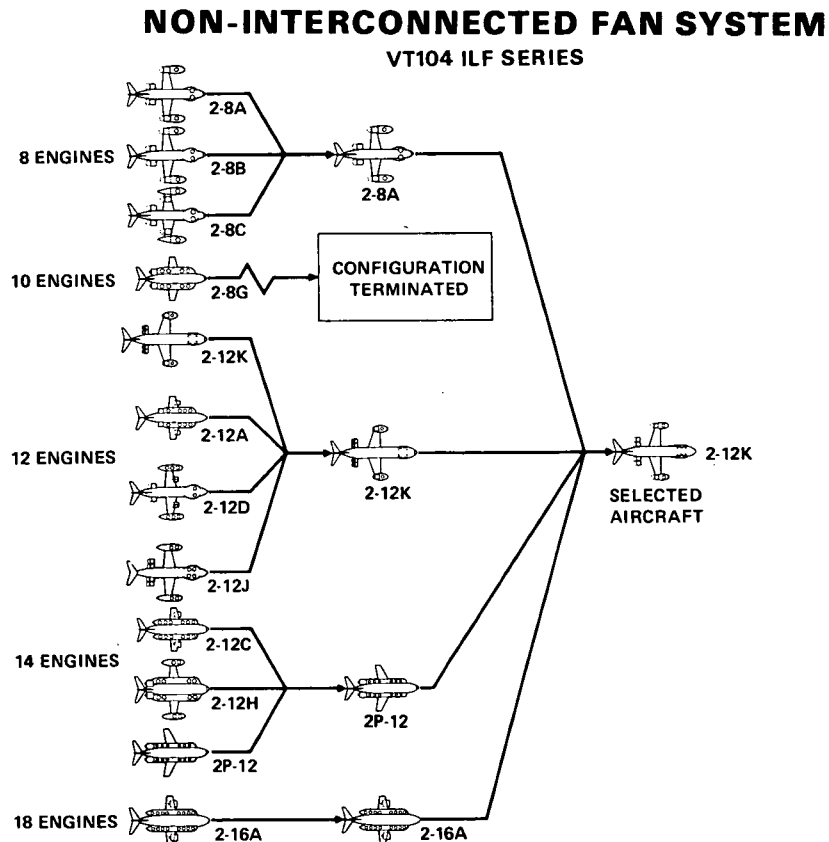 NON-INTERCONNECTED FAN SYSTEM
VT104 ILF SERIES
8 ENGINES
2-8A
2-8B
2-8C
2-8A
10 ENGINES
2-8G
CONFIGURATION
TERMINATED
12 ENGINES
2-12K
2-12A
2-12D
2-12J
2-12K
2-12K
SELECTED
AIRCRAFT
14 ENGINES
2-12C
2-12H
2P-12
2P-12
18 ENGINES
2-16A
2-16A